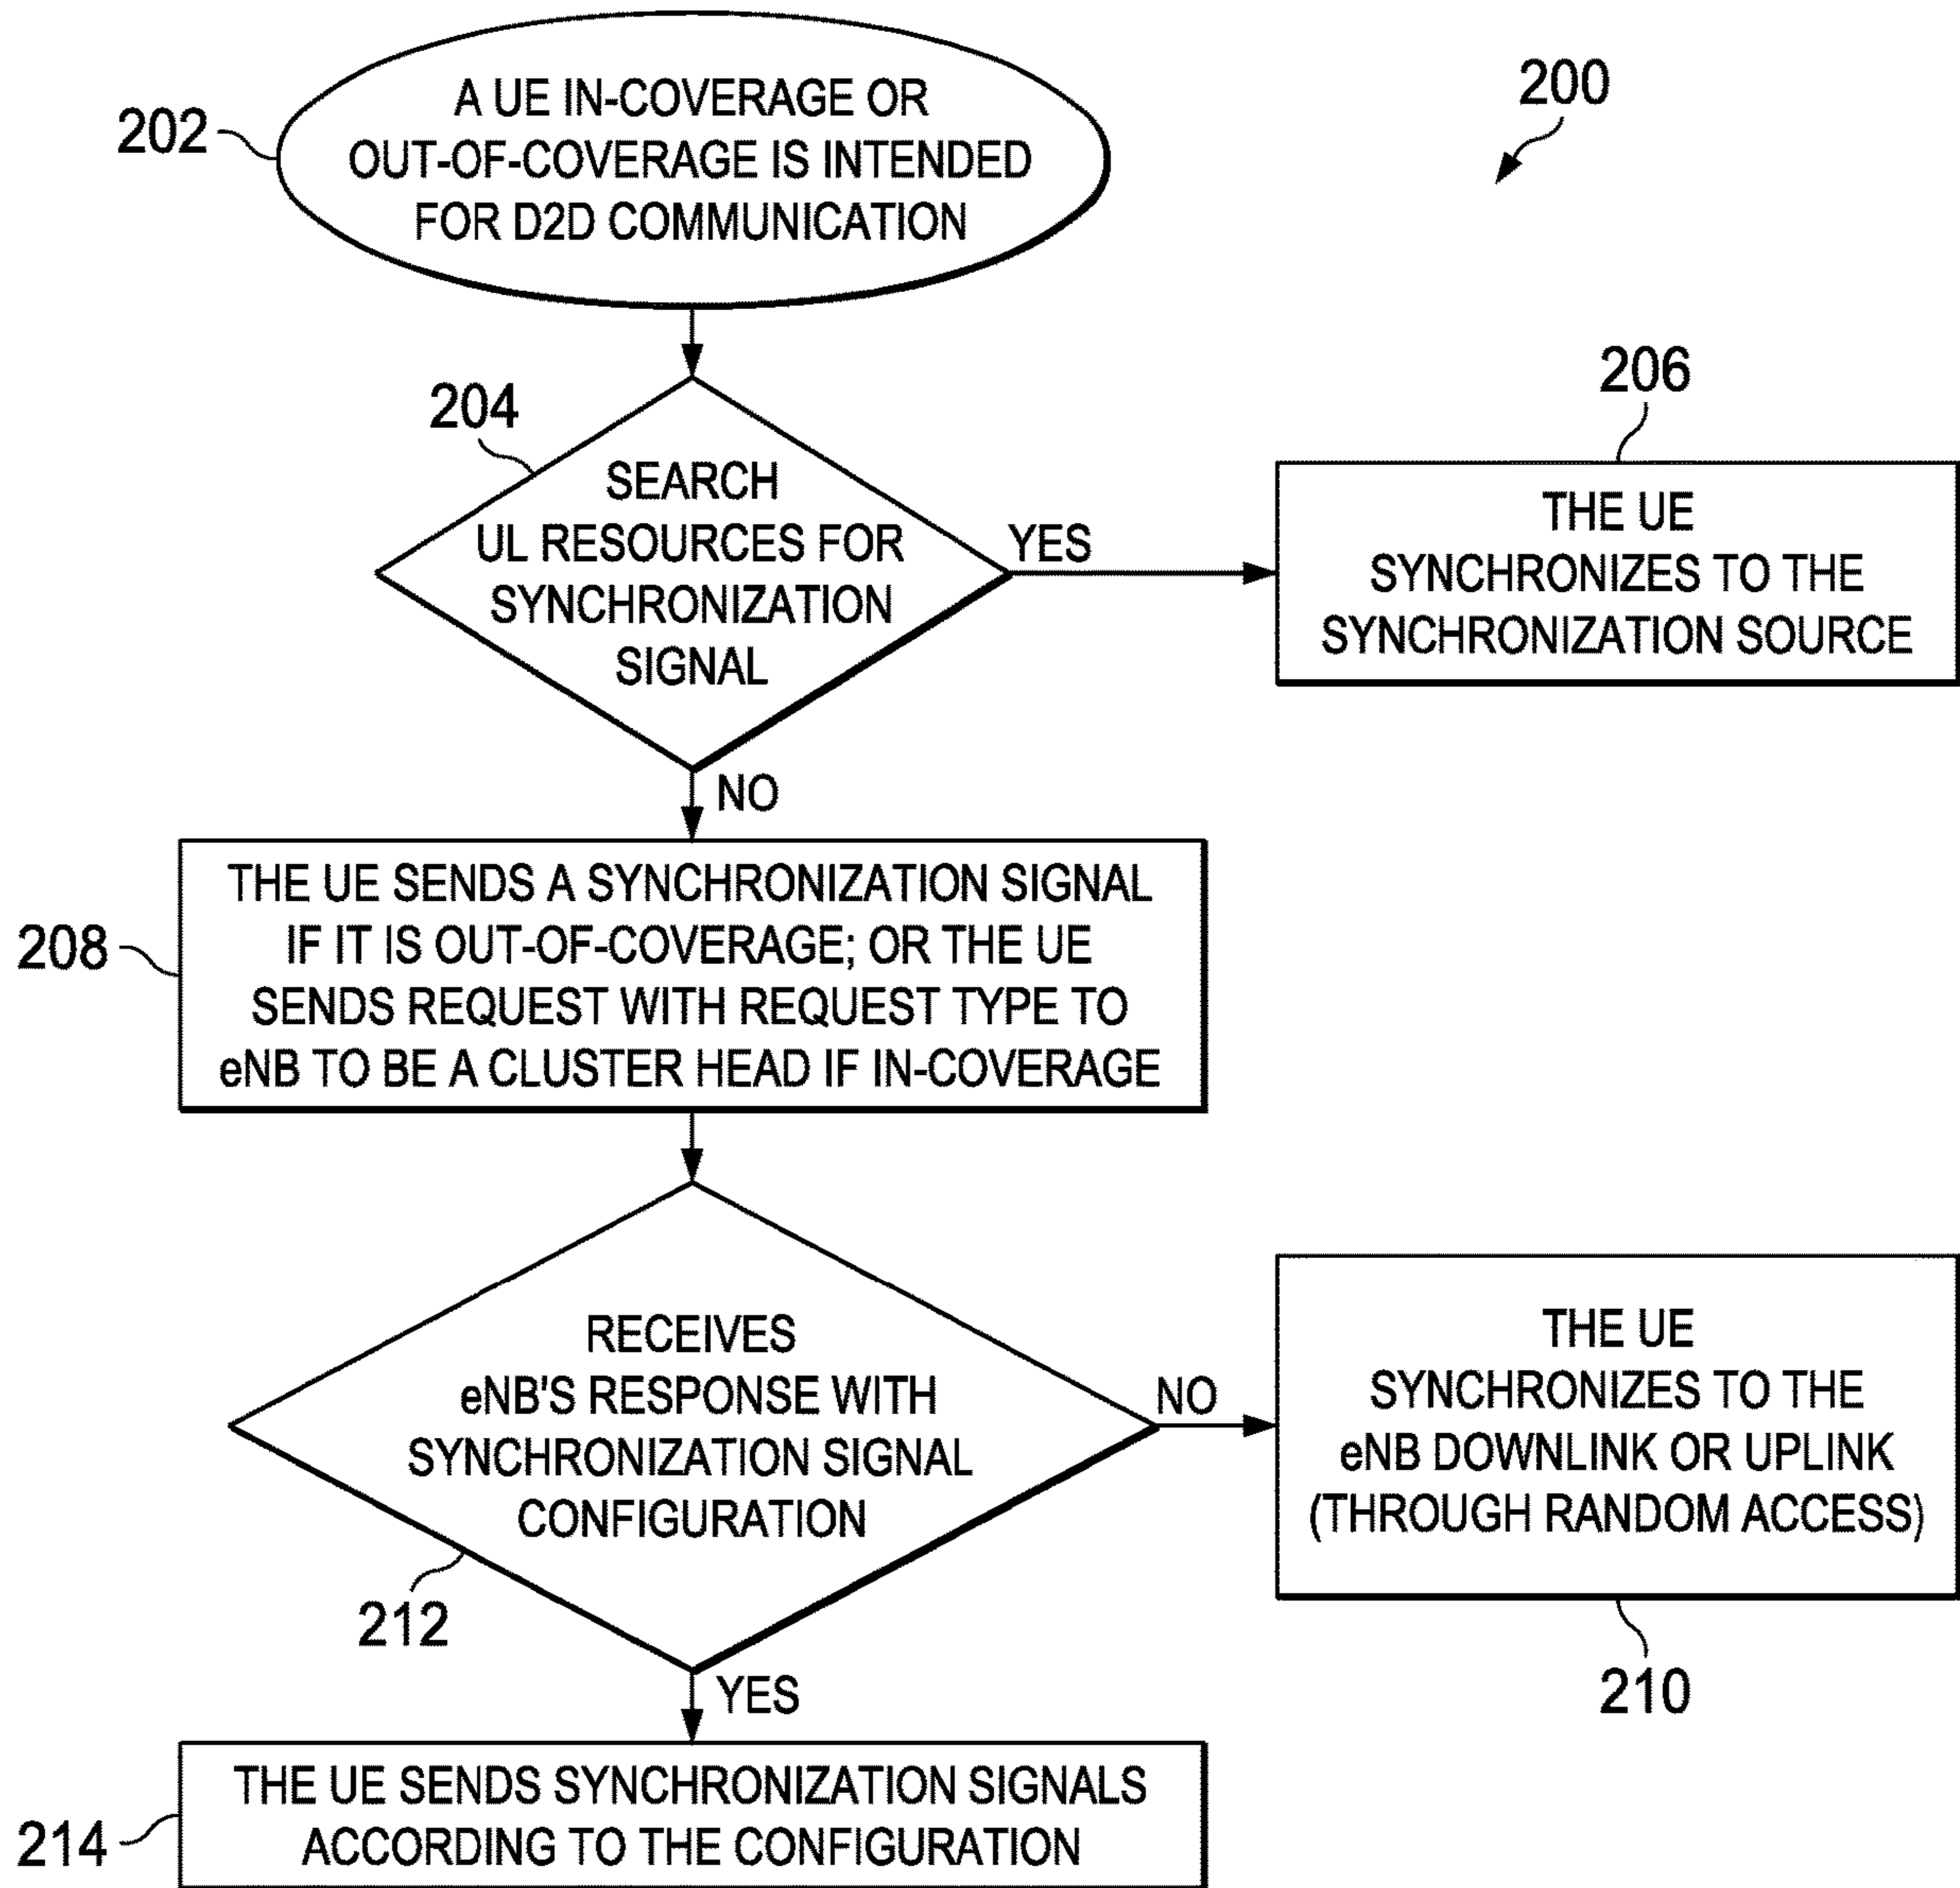 200
202
A UE IN-COVERAGE OR
OUT-OF-COVERAGE IS INTENDED
FOR D2D COMMUNICATION
204
SEARCH
UL RESOURCES FOR
SYNCHRONIZATION
SIGNAL
YES
206
THE UE
SYNCHRONIZES TO THE
SYNCHRONIZATION SOURCE
NO
208
THE UE SENDS A SYNCHRONIZATION SIGNAL
IF IT IS OUT-OF-COVERAGE; OR THE UE
SENDS REQUEST WITH REQUEST TYPE TO
eNB TO BE A CLUSTER HEAD IF IN-COVERAGE
RECEIVES
eNB'S RESPONSE WITH
SYNCHRONIZATION SIGNAL
CONFIGURATION
212
NO
THE UE
SYNCHRONIZES TO THE
eNB DOWNLINK OR UPLINK
(THROUGH RANDOM ACCESS)
210
YES
214
THE UE SENDS SYNCHRONIZATION SIGNALS
ACCORDING TO THE CONFIGURATION